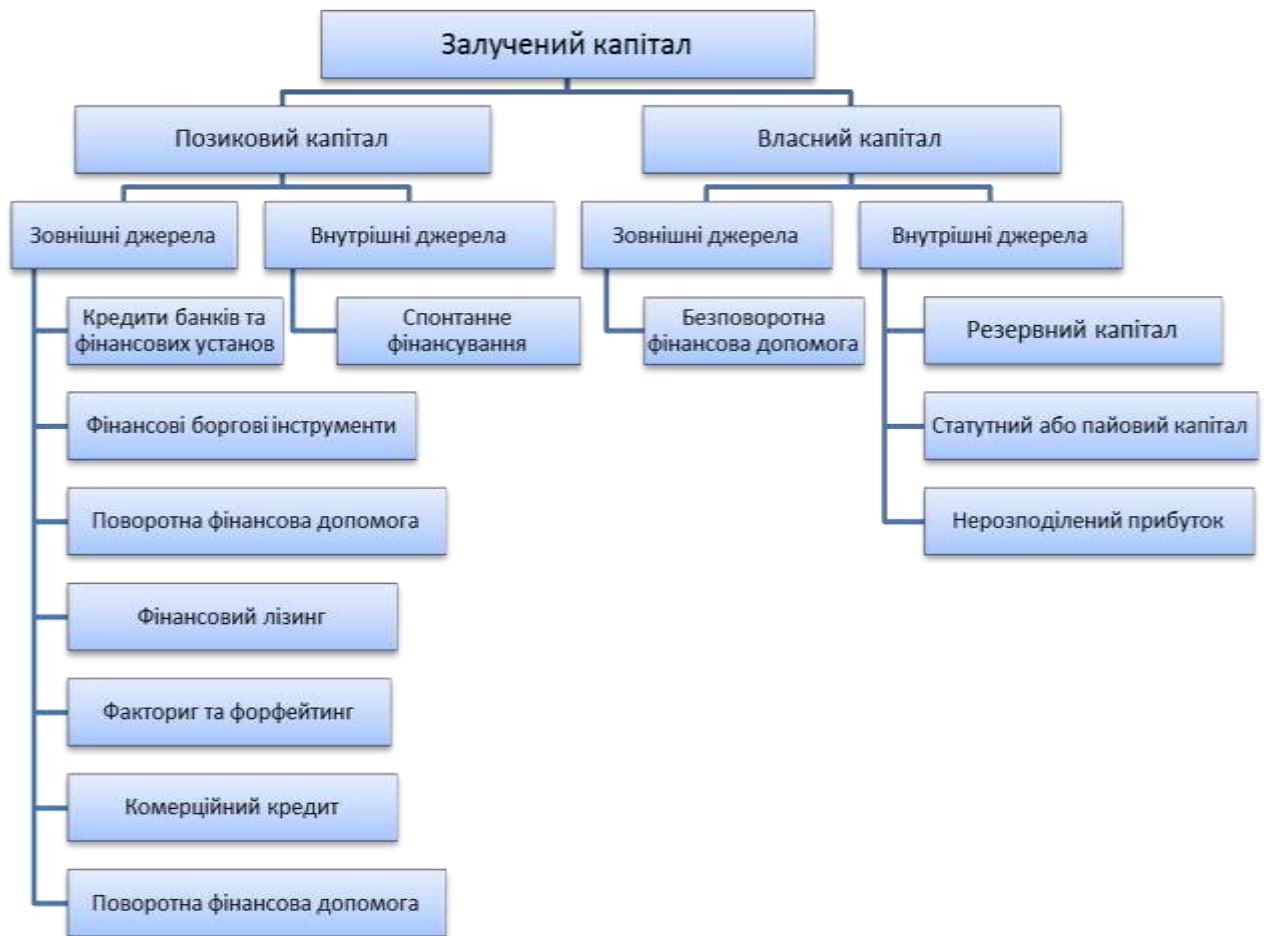 Залучений капітал
Позиковий капітал
Власний капітал
Зовнішні джерела
Внутрішні джерела
Зовнішні джерела
Внутрішні джерела
Кредити банків та
фінансових установ
Спонтанне
фінансування
Безповоротна
фінансова допомога
Резервний капітал
Фінансові боргові інструменти
Статутний або пайовий капітал
Поворотна фінансова допомога
Нерозподілений прибуток
Фінансовий лізинг
Факториг та форфейтинг
Комерційний кредит
Поворотна фінансова допомога